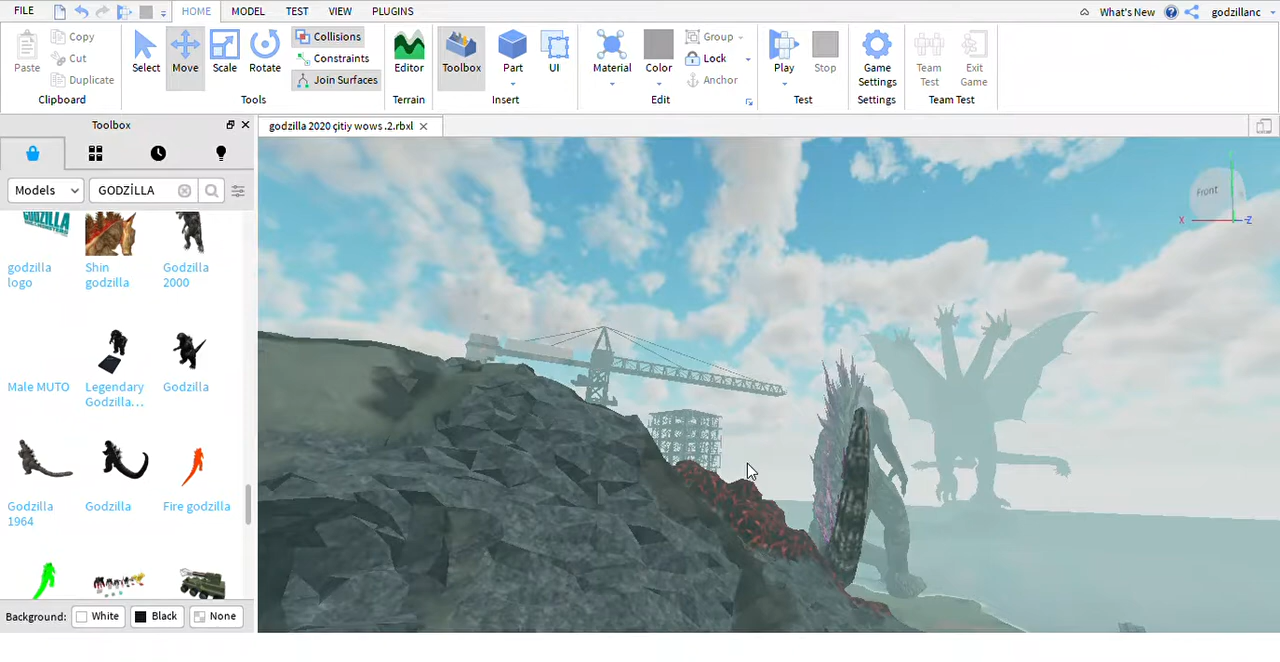 FILE HOME MODEL TEST VIEW PLUGINS What's New godzillanc
Paste Copy Cut Duplicate Select Move Scale Rotate Collisions Constraints Join Surfaces Editor Toolbox Part UI Material Color Group Lock Anchor Play Stop Game Settings Team Test Exit Game
Clipboard Tools Terrain Insert Edit Test Settings Team Test
Toolbox godzilla 2020 çitiy wows .2.rbxl
Models GODZİLLA
Front
X Z
GODZILLA
godzilla logo Shin godzilla Godzilla 2000
Male MUTO Legendary Godzilla... Godzilla
Godzilla 1964 Godzilla Fire godzilla
Background: White Black None